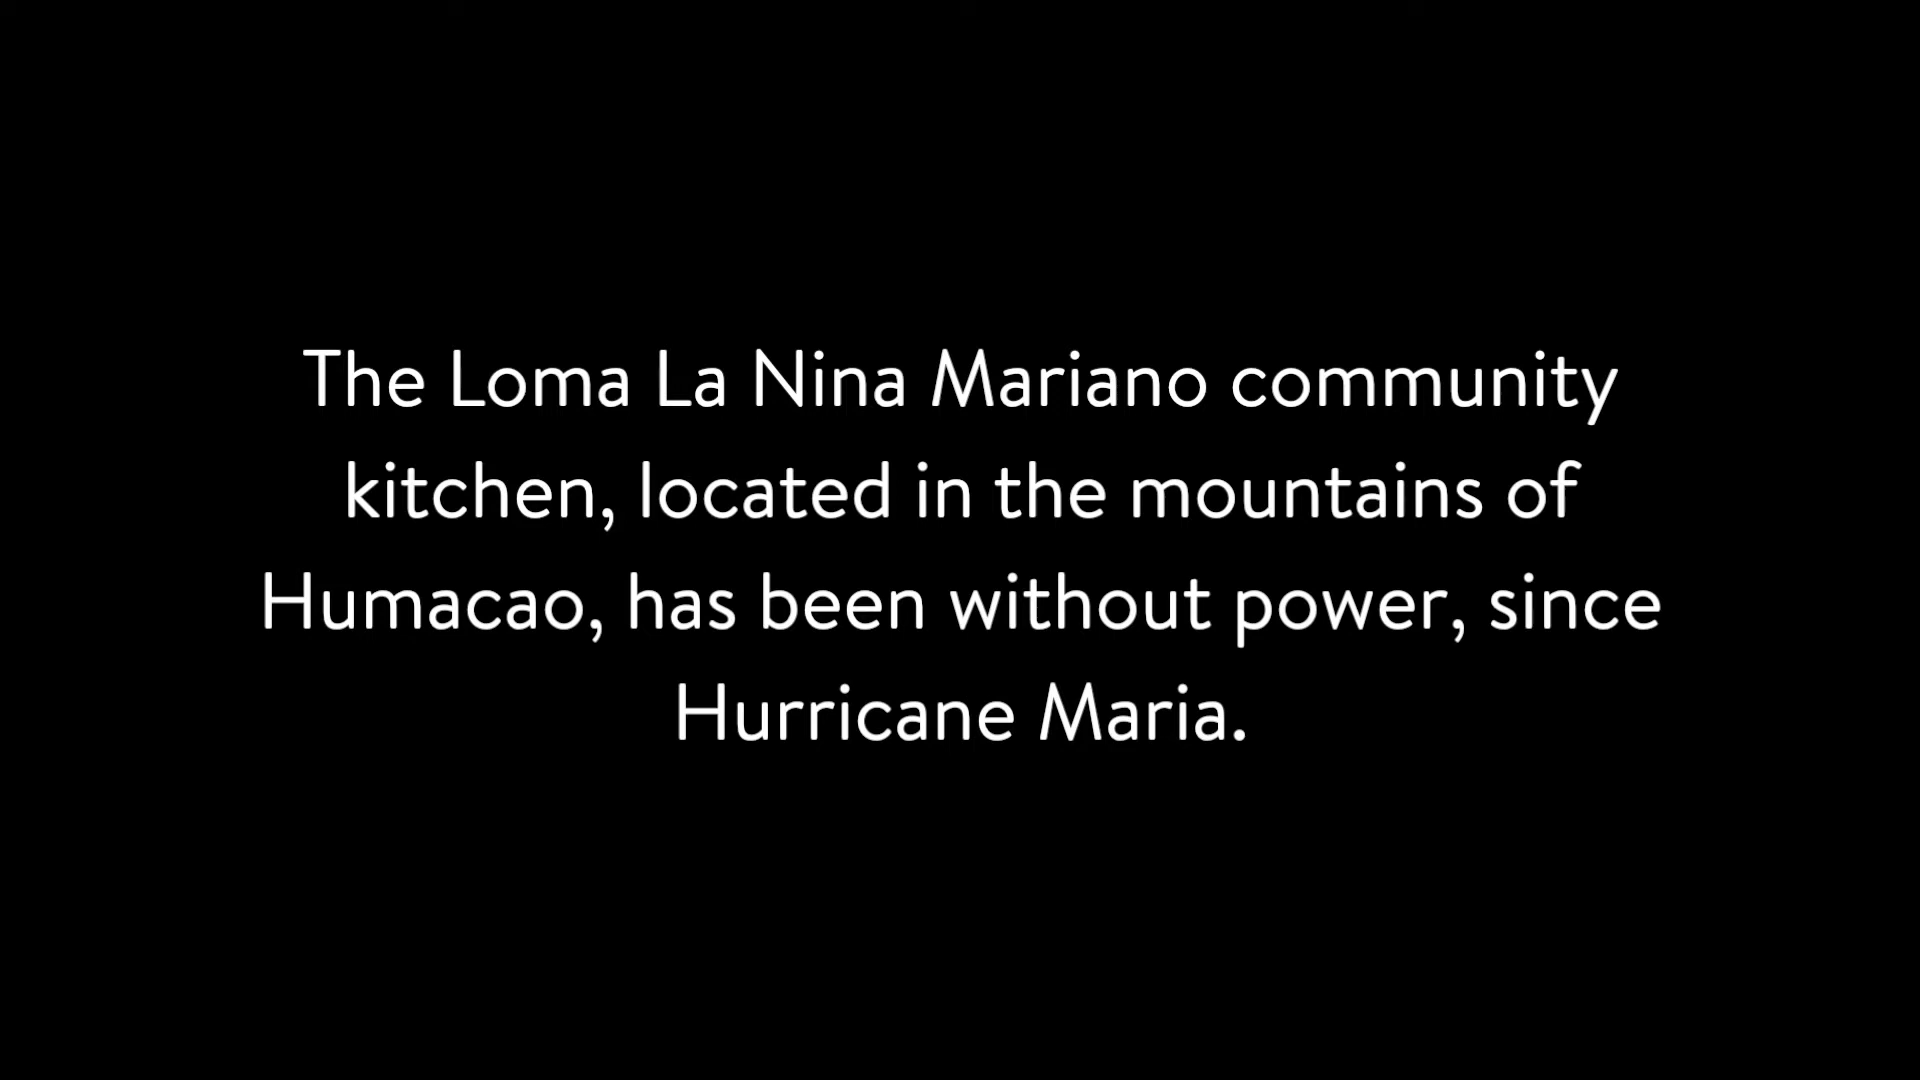 The Loma La Nina Mariano community
kitchen, located in the mountains of
Humacao, has been without power, since
Hurricane Maria.